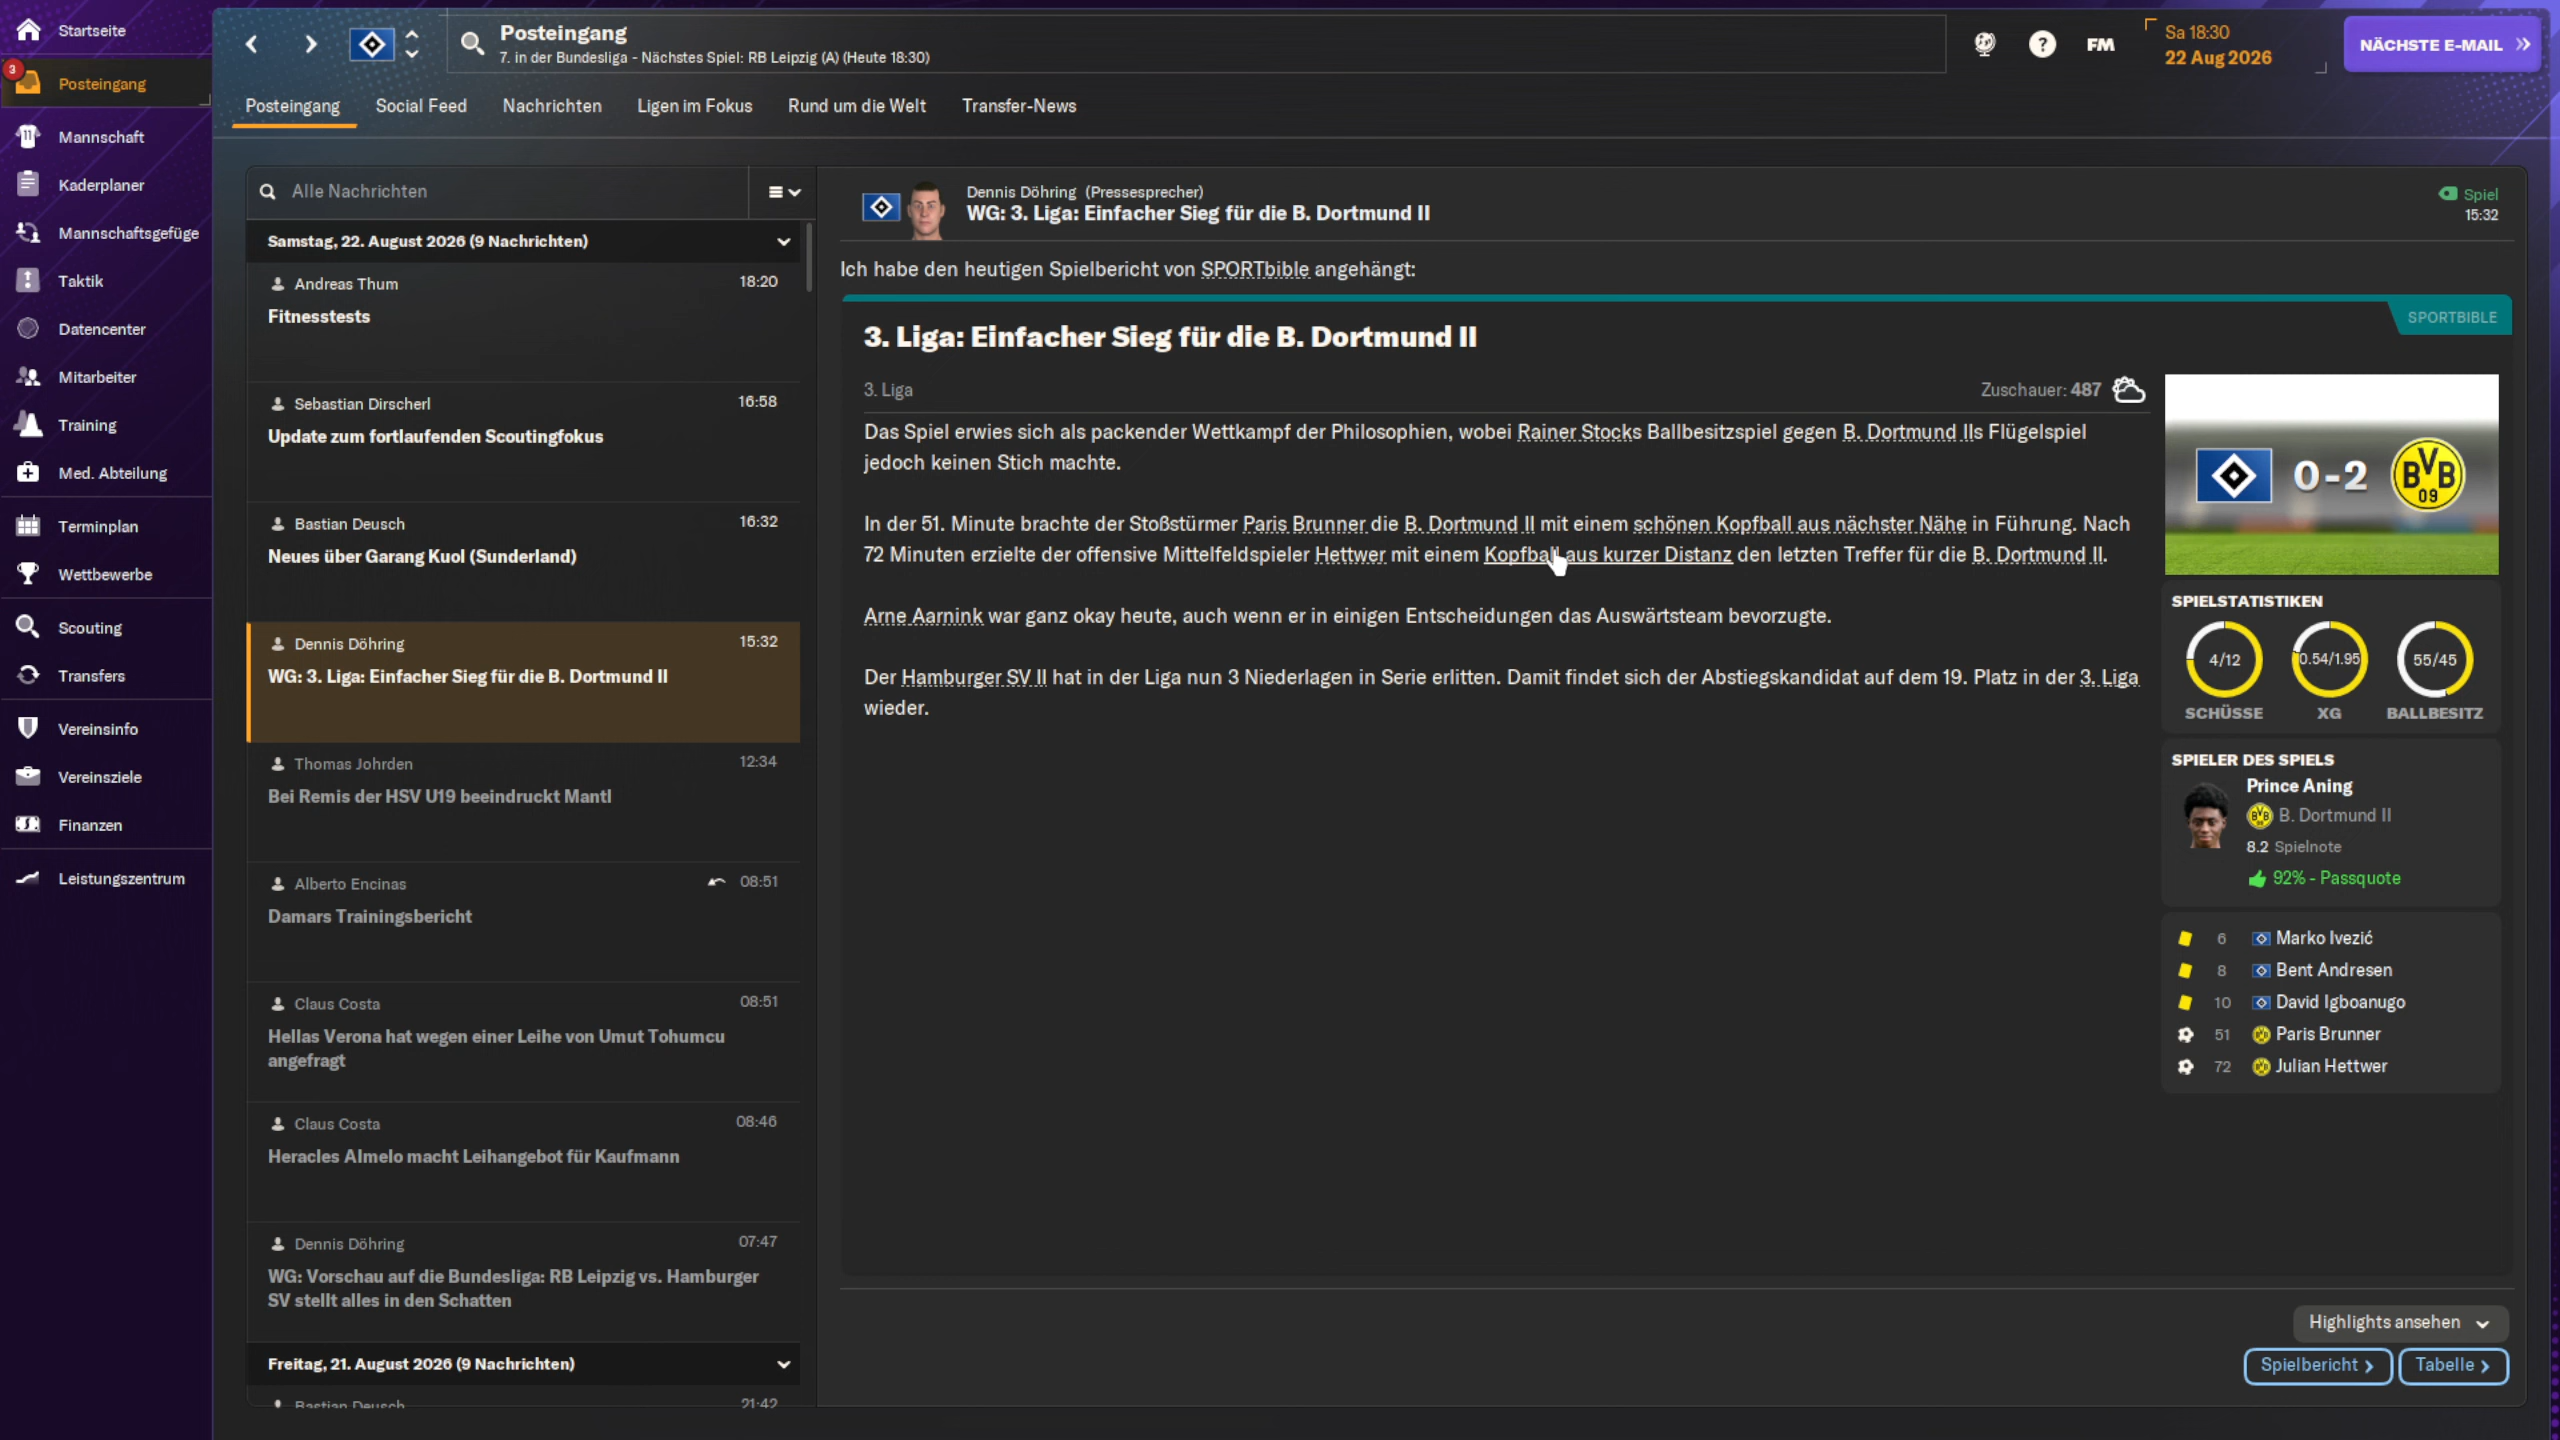 Startseite
3
Posteingang
Mannschaft
Kaderplaner
Mannschaftsgefüge
Taktik
Datencenter
Mitarbeiter
Training
Med. Abteilung
Terminplan
Wettbewerbe
Scouting
Transfers
Vereinsinfo
Vereinsziele
Finanzen
Leistungszentrum
Posteingang
7. in der Bundesliga - Nächstes Spiel: RB Leipzig (A) (Heute 18:30)
FM
Sa 18:30
22 Aug 2026
NÄCHSTE E-MAIL
Posteingang Social Feed Nachrichten Ligen im Fokus Rund um die Welt Transfer-News
Alle Nachrichten
Samstag, 22. August 2026 (9 Nachrichten)
Andreas Thum 18:20
Fitnesstests
Sebastian Dirscherl 16:58
Update zum fortlaufenden Scoutingfokus
Bastian Deusch 16:32
Neues über Garang Kuol (Sunderland)
Dennis Döhring 15:32
WG: 3. Liga: Einfacher Sieg für die B. Dortmund II
Thomas Johrden 12:34
Bei Remis der HSV U19 beeindruckt Mantl
Alberto Encinas 08:51
Damars Trainingsbericht
Claus Costa 08:51
Hellas Verona hat wegen einer Leihe von Umut Tohumcu
angefragt
Claus Costa 08:46
Heracles Almelo macht Leihangebot für Kaufmann
Dennis Döhring 07:47
WG: Vorschau auf die Bundesliga: RB Leipzig vs. Hamburger
SV stellt alles in den Schatten
Freitag, 21. August 2026 (9 Nachrichten)
Bastian Deusch 21:42
Dennis Döhring (Pressesprecher)
WG: 3. Liga: Einfacher Sieg für die B. Dortmund II
Spiel
15:32
Ich habe den heutigen Spielbericht von SPORTbible angehängt:
SPORTBIBLE
3. Liga: Einfacher Sieg für die B. Dortmund II
3. Liga
Zuschauer: 487
Das Spiel erwies sich als packender Wettkampf der Philosophien, wobei Rainer Stocks Ballbesitzspiel gegen B. Dortmund IIs Flügelspiel
jedoch keinen Stich machte.
In der 51. Minute brachte der Stoßstürmer Paris Brunner die B. Dortmund II mit einem schönen Kopfball aus nächster Nähe in Führung. Nach
72 Minuten erzielte der offensive Mittelfeldspieler Hettwer mit einem Kopfball aus kurzer Distanz den letzten Treffer für die B. Dortmund II.
Arne Aarnink war ganz okay heute, auch wenn er in einigen Entscheidungen das Auswärtsteam bevorzugte.
Der Hamburger SV II hat in der Liga nun 3 Niederlagen in Serie erlitten. Damit findet sich der Abstiegskandidat auf dem 19. Platz in der 3. Liga
wieder.
0 - 2
BVB
09
SPIELSTATISTIKEN
4/12 0.54/1.95 55/45
SCHÜSSE XG BALLBESITZ
SPIELER DES SPIELS
Prince Aning
B. Dortmund II
8.2 Spielnote
92% - Passquote
6 Marko Ivezić
8 Bent Andresen
10 David Igboanugo
51 Paris Brunner
72 Julian Hettwer
Highlights ansehen
Spielbericht
Tabelle